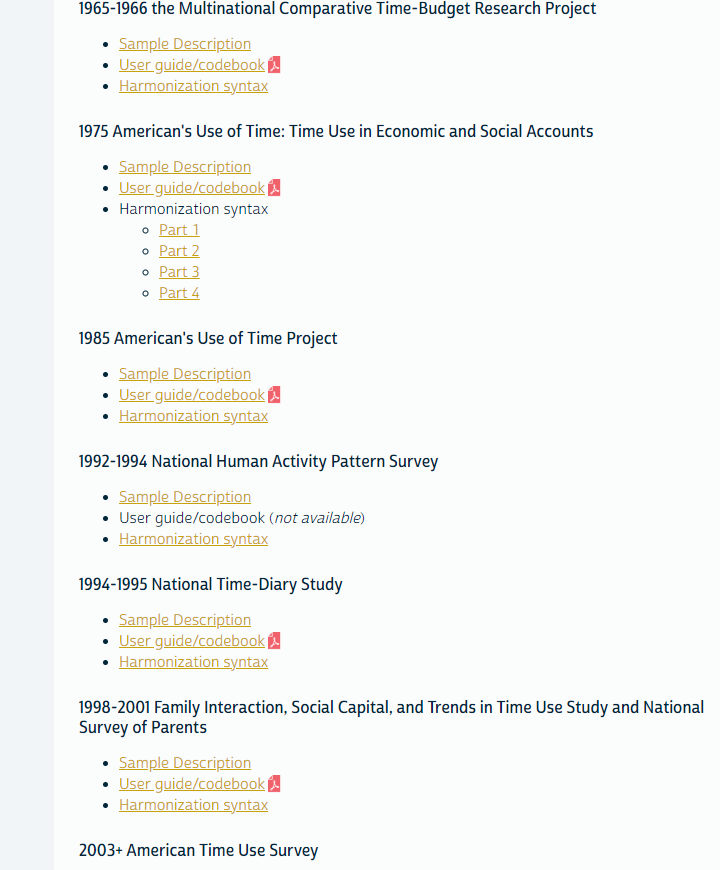 1965-1966 the Multinational Comparative Time-Budget Research Project
Sample Description
User guide/codebook
Harmonization syntax
1975 American's Use of Time: Time Use in Economic and Social Accounts
Sample Description
User guide/codebook
Harmonization syntax
Part 1
Part 2
Part 3
Part 4
1985 American's Use of Time Project
Sample Description
User guide/codebook
Harmonization syntax
1992-1994 National Human Activity Pattern Survey
Sample Description
User guide/codebook (not available)
Harmonization syntax
1994-1995 National Time-Diary Study
Sample Description
User guide/codebook
Harmonization syntax
1998-2001 Family Interaction, Social Capital, and Trends in Time Use Study and National
Survey of Parents
Sample Description
User guide/codebook
Harmonization syntax
2003+ American Time Use Survey